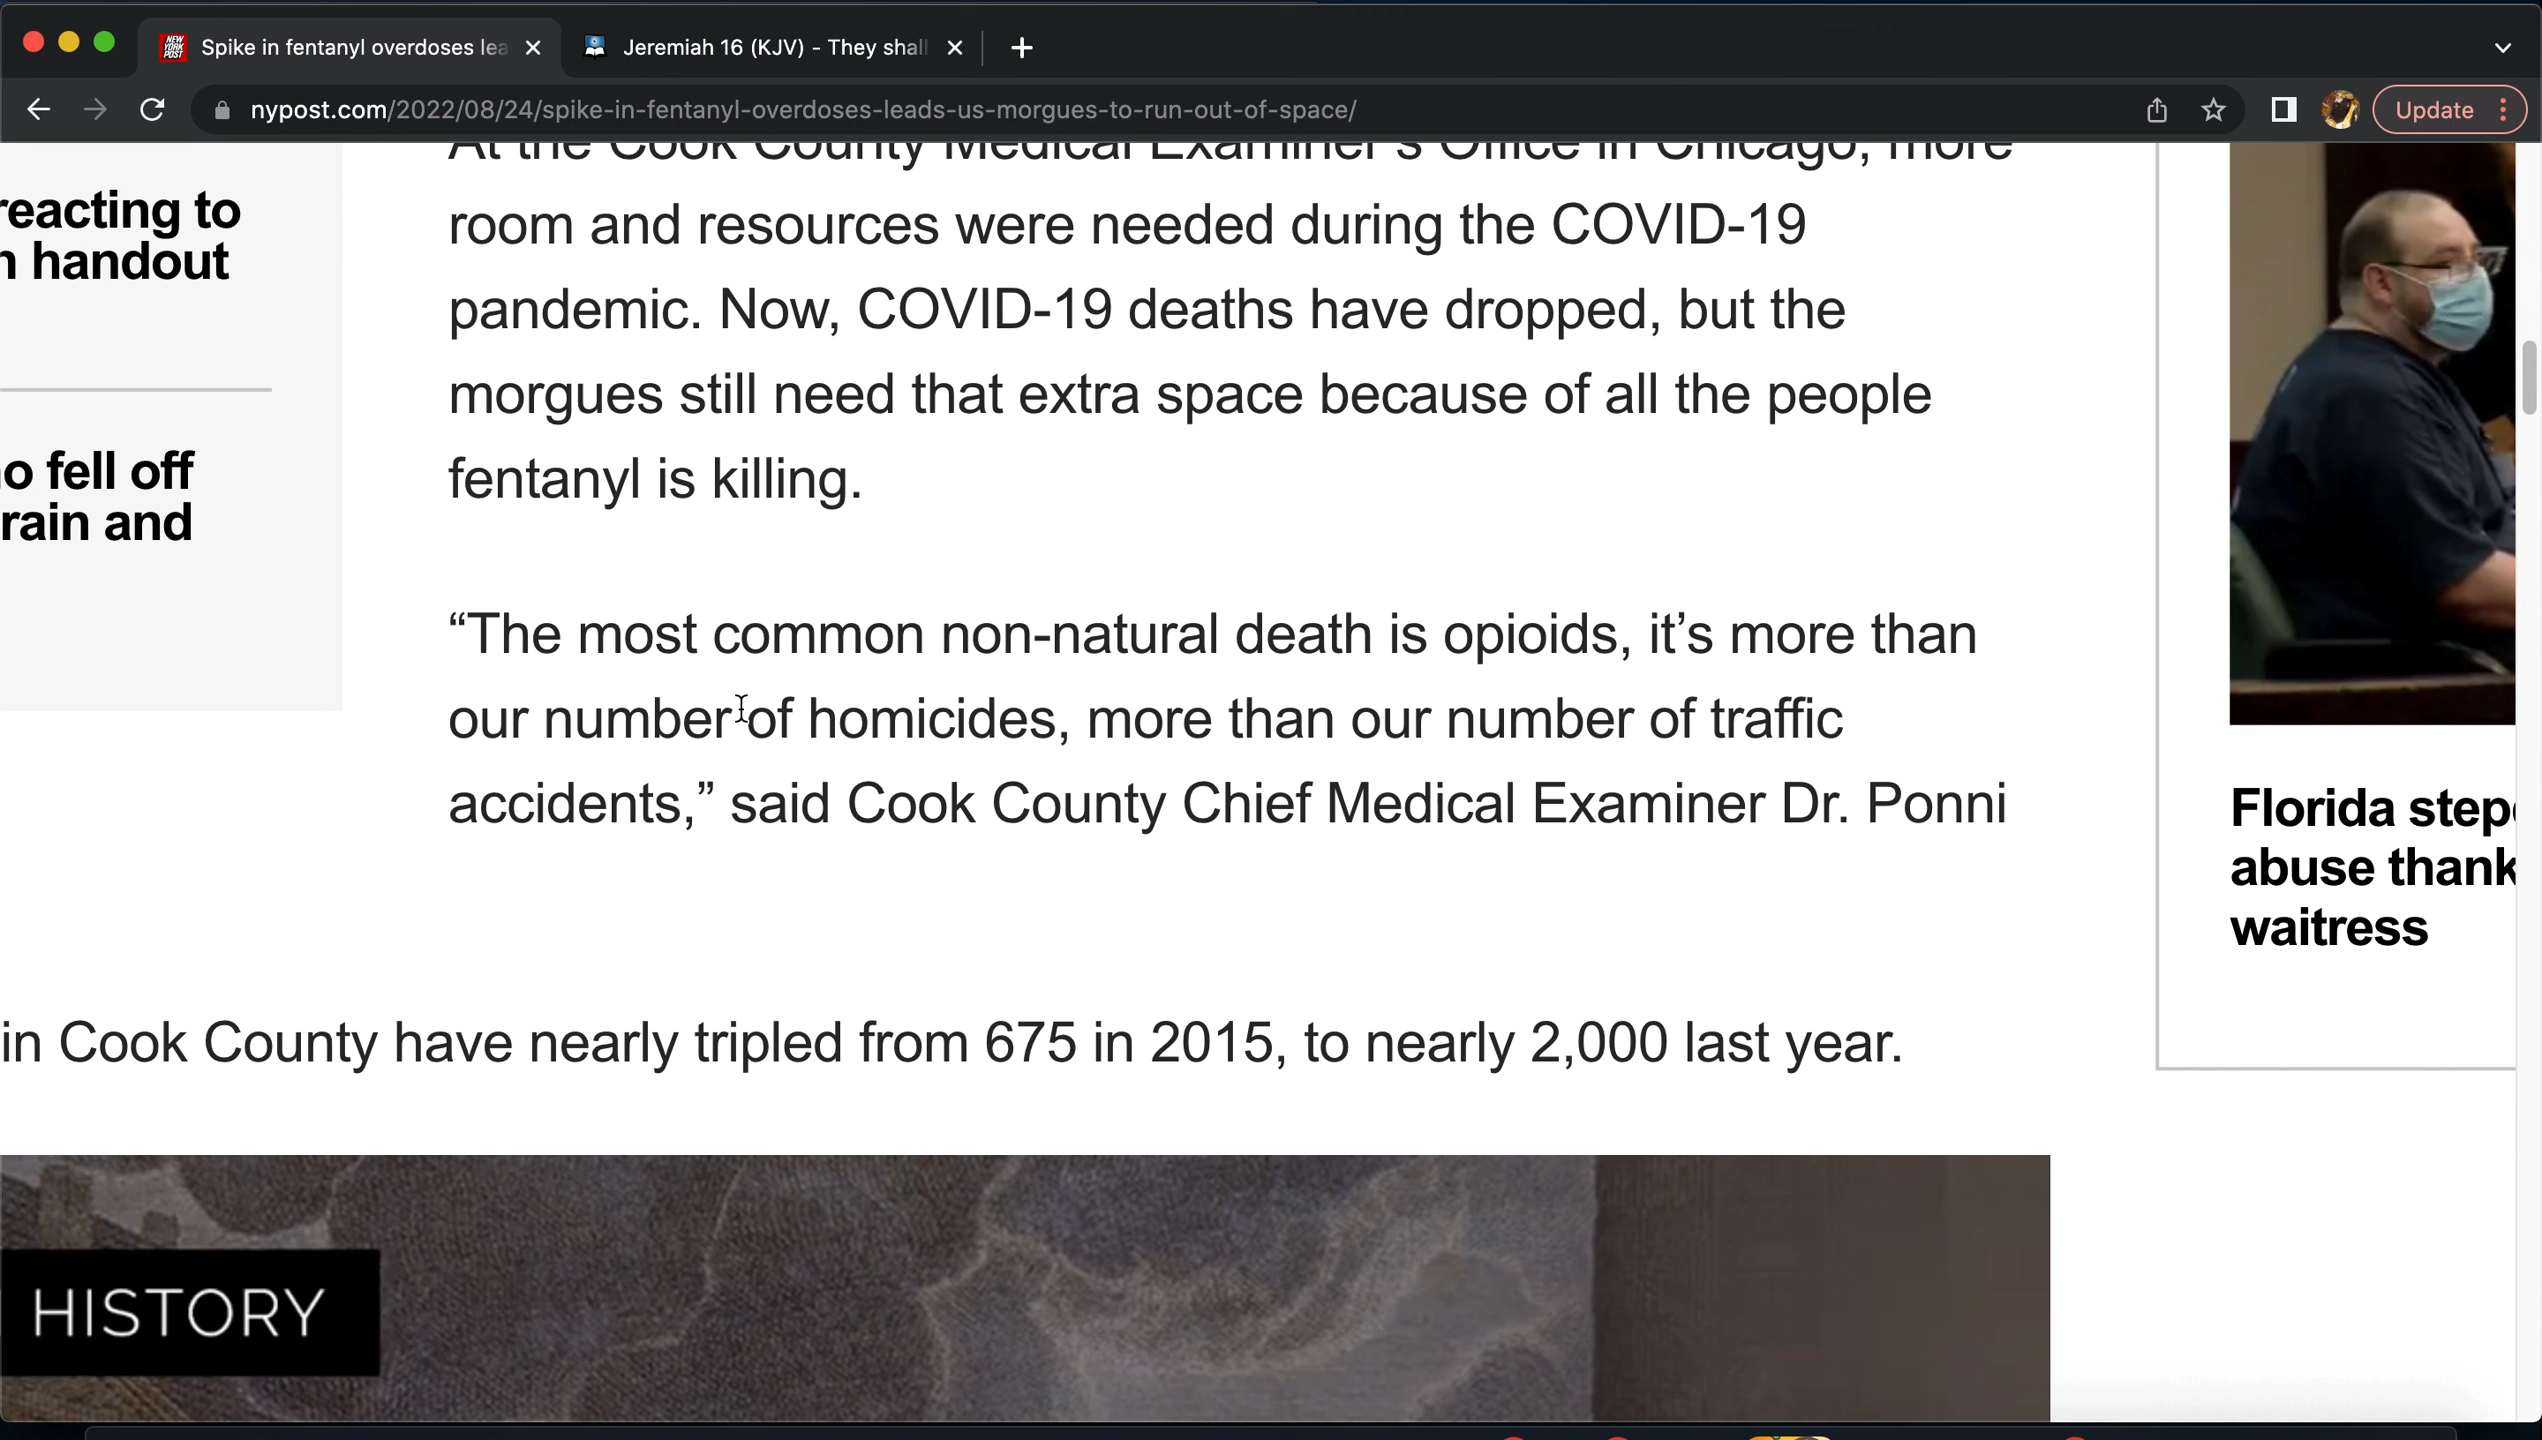 NEW YORK POST
Spike in fentanyl overdoses lea
Jeremiah 16 (KJV) - They shall
nypost.com/2022/08/24/spike-in-fentanyl-overdoses-leads-us-morgues-to-run-out-of-space/
Update
reacting to
n handout
o fell off
rain and
At the Cook County Medical Examiner's Office in Chicago, more
room and resources were needed during the COVID-19
pandemic. Now, COVID-19 deaths have dropped, but the
morgues still need that extra space because of all the people
fentanyl is killing.
“The most common non-natural death is opioids, it’s more than
our number of homicides, more than our number of traffic
accidents,” said Cook County Chief Medical Examiner Dr. Ponni
in Cook County have nearly tripled from 675 in 2015, to nearly 2,000 last year.
Florida step
abuse thank
waitress
HISTORY